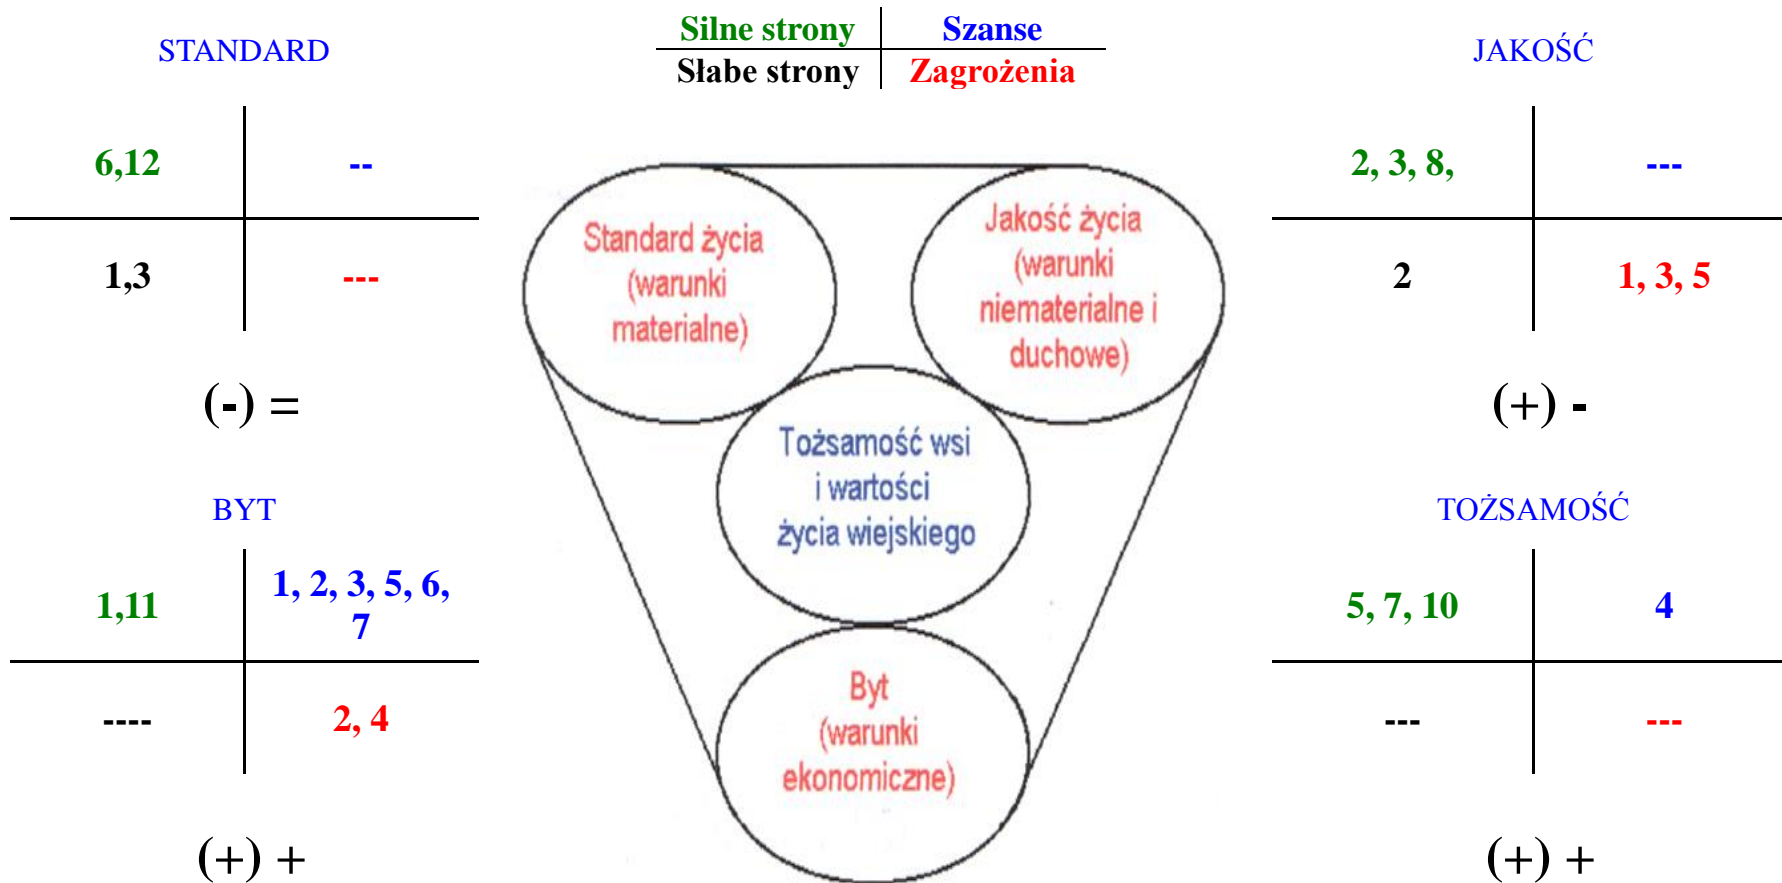 STANDARD
6,12 --
1,3 ---
(-) =
Silne strony Szanse
Słabe strony Zagrożenia
JAKOŚĆ
2, 3, 8, ---
2 1, 3, 5
(+) -
Standard życia
(warunki
materialne)
Jakość życia
(warunki
niematerialne i
duchowe)
Tożsamość wsi
i wartości
życia wiejskiego
Byt
(warunki
ekonomiczne)
BYT
1,11 1, 2, 3, 5, 6,
7
---- 2, 4
(+) +
TOŻSAMOŚĆ
5, 7, 10 4
--- ---
(+) +